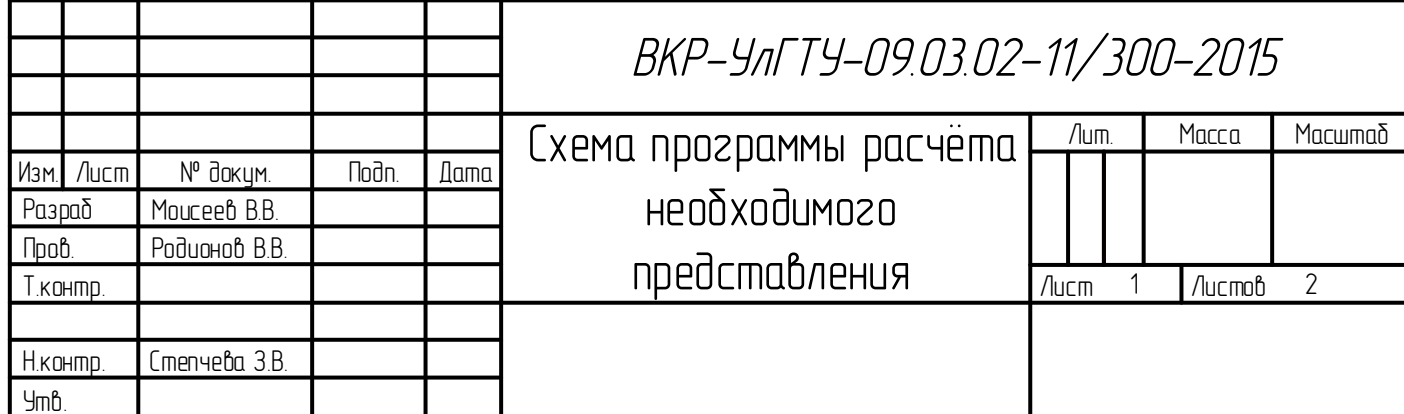 ВКР-УлГТУ-09.03.02-11/300-2015
Схема программы расчёта
необходимого
представления
Лит. Масса Масштаб
Изм. Лист № докум. Подп. Дата
Разраб Моисеев В.В.
Пров. Родионов В.В.
Т.контр.
Лист 1 Листов 2
Н.контр. Степчева З.В.
Утв.